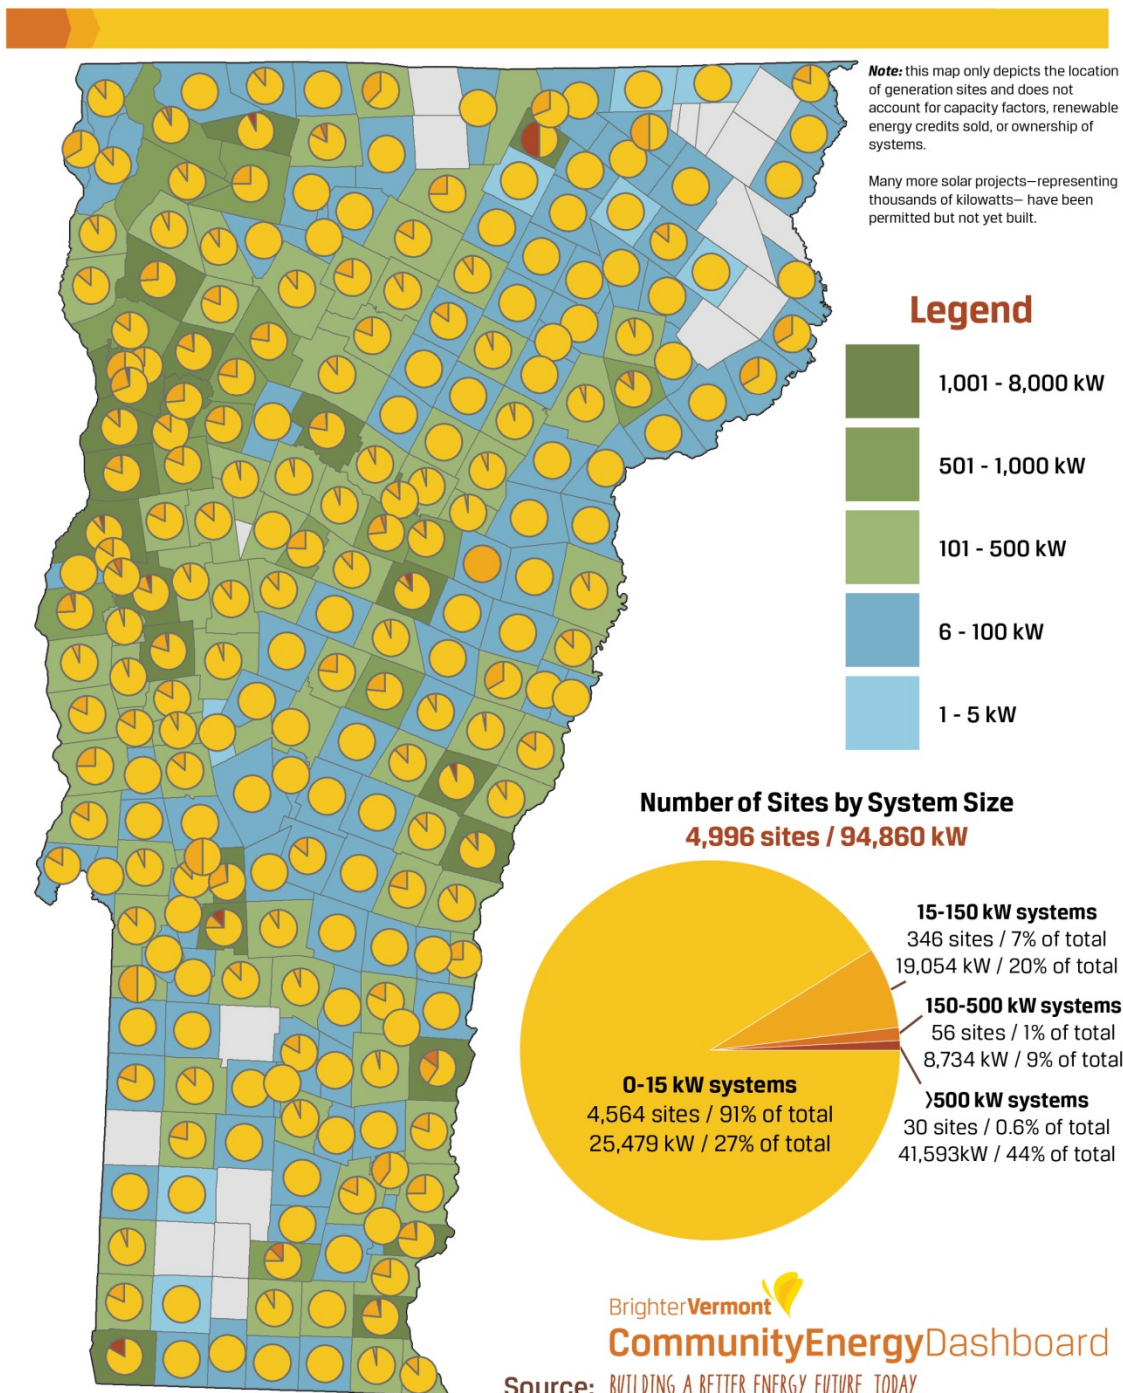 Note: this map only depicts the location
of generation sites and does not
account for capacity factors, renewable
energy credits sold, or ownership of
systems.
Many more solar projects—representing
thousands of kilowatts— have been
permitted but not yet built.
Legend
1,001 - 8,000 kW
501 - 1,000 kW
101 - 500 kW
6 - 100 kW
1 - 5 kW
Number of Sites by System Size
4,996 sites / 94,860 kW
15-150 kW systems
346 sites / 7% of total
19,054 kW / 20% of total
150-500 kW systems
56 sites / 1% of total
8,734 kW / 9% of total
>500 kW systems
30 sites / 0.6% of total
41,593kW / 44% of total
0-15 kW systems
4,564 sites / 91% of total
25,479 kW / 27% of total
BrighterVermont
CommunityEnergyDashboard
Source: BUILDING A BETTER ENERGY FUTURE TODAY